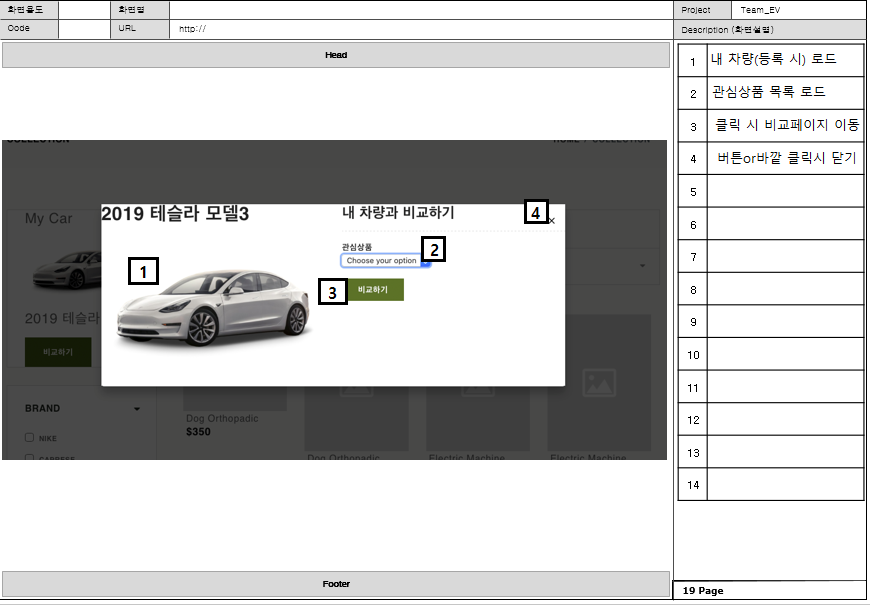 화면용도 화면명 Project Team_EV
Code URL http:// Description (화면설명)
Head
COLLECTION HOME / COLLECTION
My Car
2019 테슬라
비교하기
BRAND
NIKE
Dog Orthopadic
$350
Dog Orthopadic
Electric Machine
Electric Machine
2019 테슬라 모델3
내 차량과 비교하기
4 ×
1
관심상품
2
Choose your option
3
비교하기
1 내 차량(등록 시) 로드
2 관심상품 목록 로드
3 클릭 시 비교페이지 이동
4 버튼or바깥 클릭시 닫기
5
6
7
8
9
10
11
12
13
14
Footer
19 Page